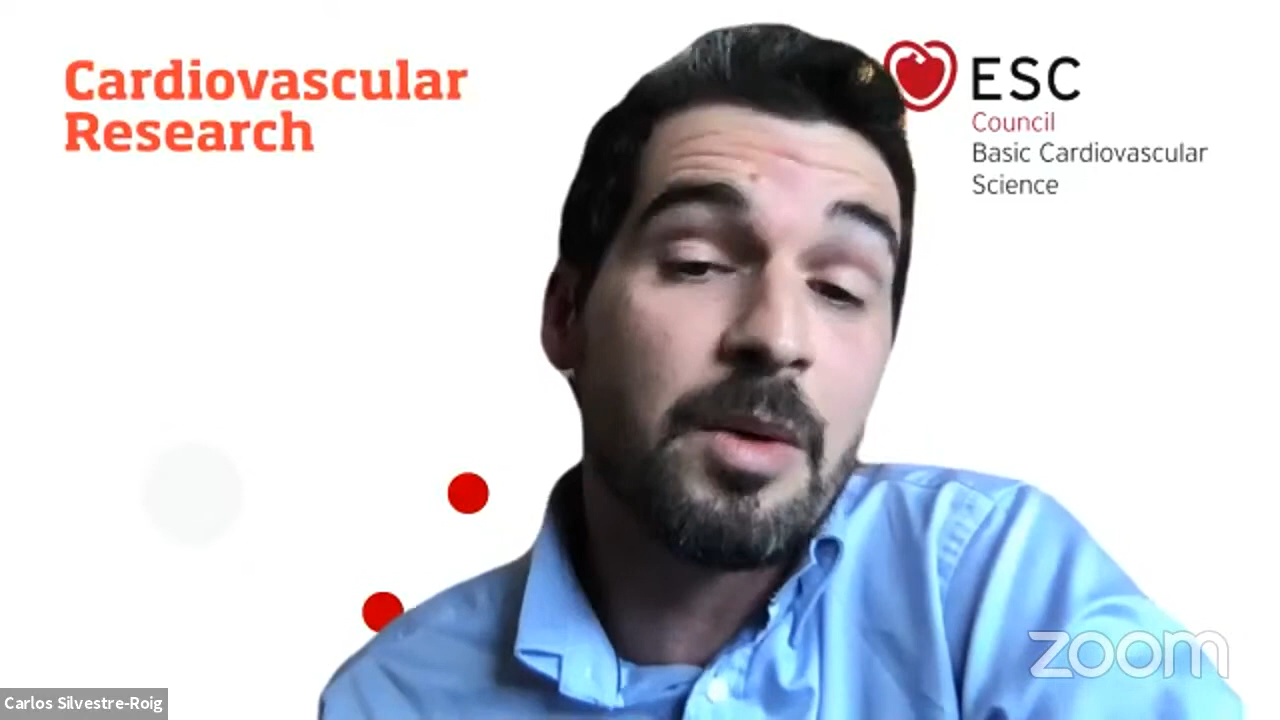 Cardiovascular
Research
ESC
Council
Basic Cardiovascular
Science
zoom
Carlos Silvestre-Roig